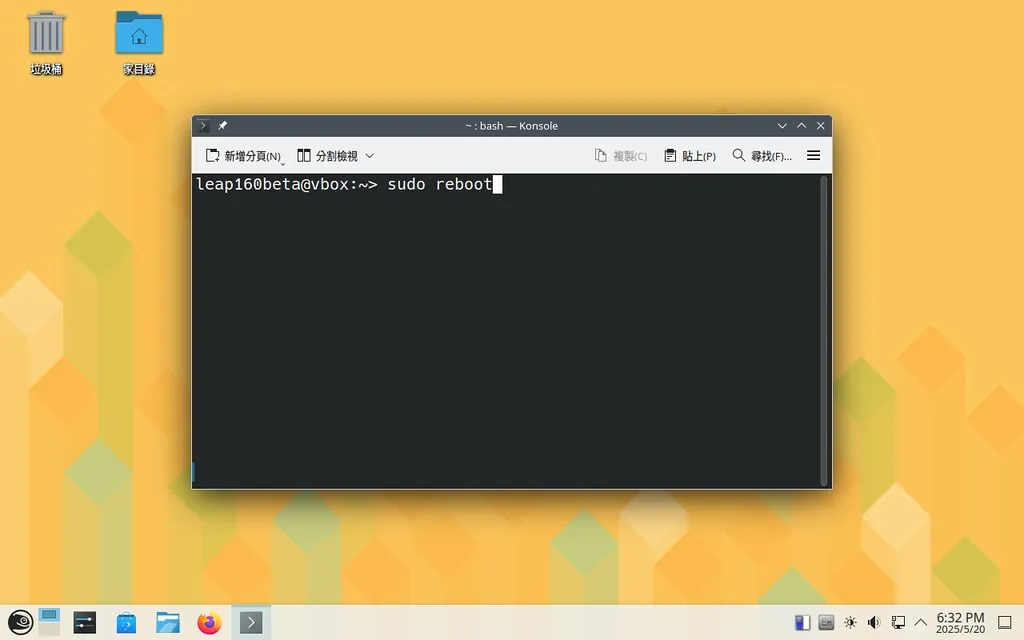 垃圾桶
家目錄
~ : bash — Konsole
新增分頁(N)
分割檢視
複製(C)
貼上(P)
尋找(F)...
leap160beta@vbox:~> sudo reboot
En
6:32 PM
2025/5/20